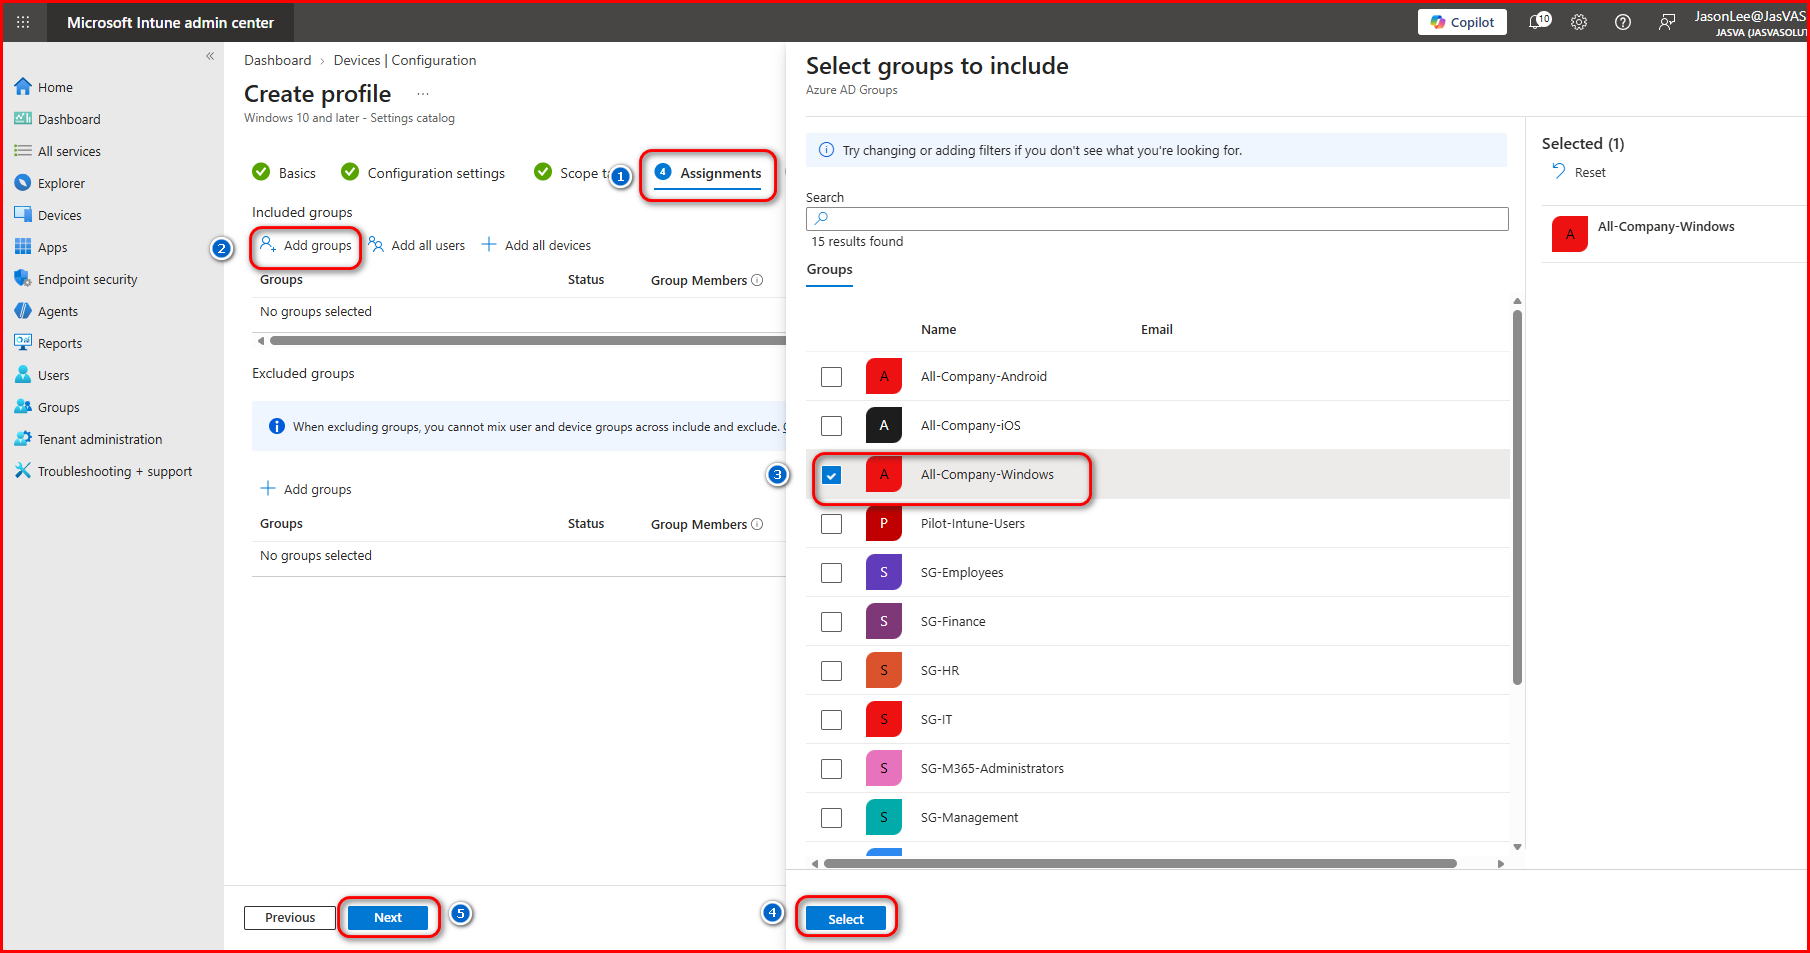 Microsoft Intune admin center
Copilot
10
JasonLee@JasVAS
JASVA (JASVASOLUT
«
Home
Dashboard
All services
Explorer
Devices
Apps
Endpoint security
Agents
Reports
Users
Groups
Tenant administration
Troubleshooting + support
Dashboard › Devices | Configuration
Create profile ...
Windows 10 and later - Settings catalog
Basics
Configuration settings
Scope t
1
4 Assignments
Included groups
2
Add groups
Add all users
Add all devices
Groups Status Group Members
No groups selected
Excluded groups
When excluding groups, you cannot mix user and device groups across include and exclude.
Add groups
Groups Status Group Members
No groups selected
Previous
Next
5
Select groups to include
Azure AD Groups
Try changing or adding filters if you don't see what you're looking for.
Search
15 results found
Groups
Name Email
A All-Company-Android
A All-Company-iOS
3
A All-Company-Windows
P Pilot-Intune-Users
S SG-Employees
S SG-Finance
S SG-HR
S SG-IT
S SG-M365-Administrators
S SG-Management
4
Select
Selected (1)
Reset
A All-Company-Windows